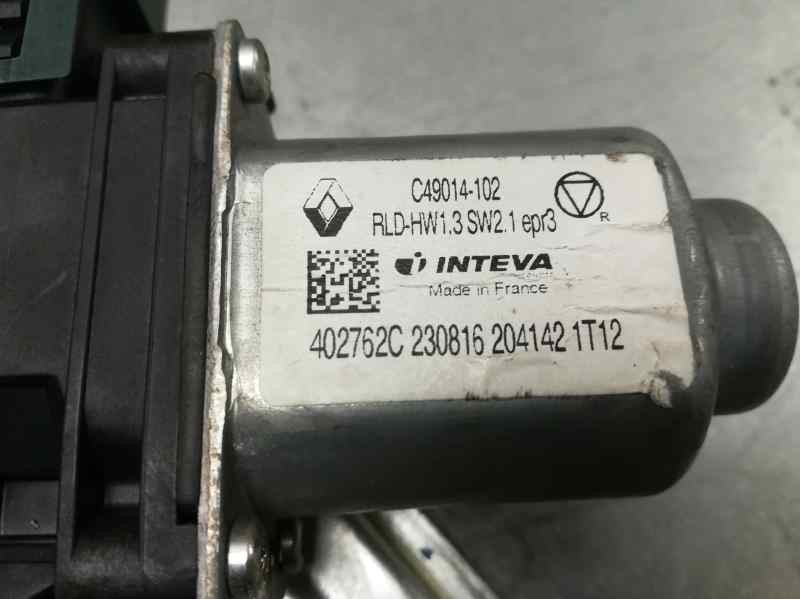 C49014-102
RLD-HW1.3 SW2.1 epr3
R
INTEVA
Made in France
402762C 230816 204142 1T12